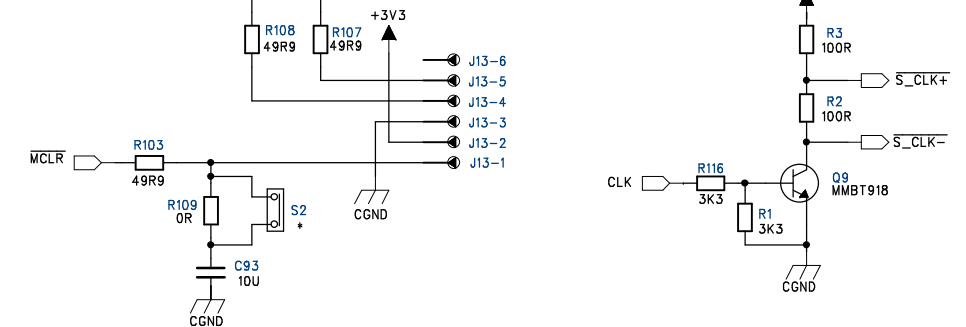 +3V3
R108
49R9
R107
49R9
J13-6
J13-5
J13-4
J13-3
J13-2
J13-1
MCLR
R103
49R9
CGND
R109
0R
S2
*
C93
10U
CGND
R3
100R
S_CLK+
R2
100R
S_CLK-
CLK
R116
3K3
Q9
MMBT918
R1
3K3
CGND